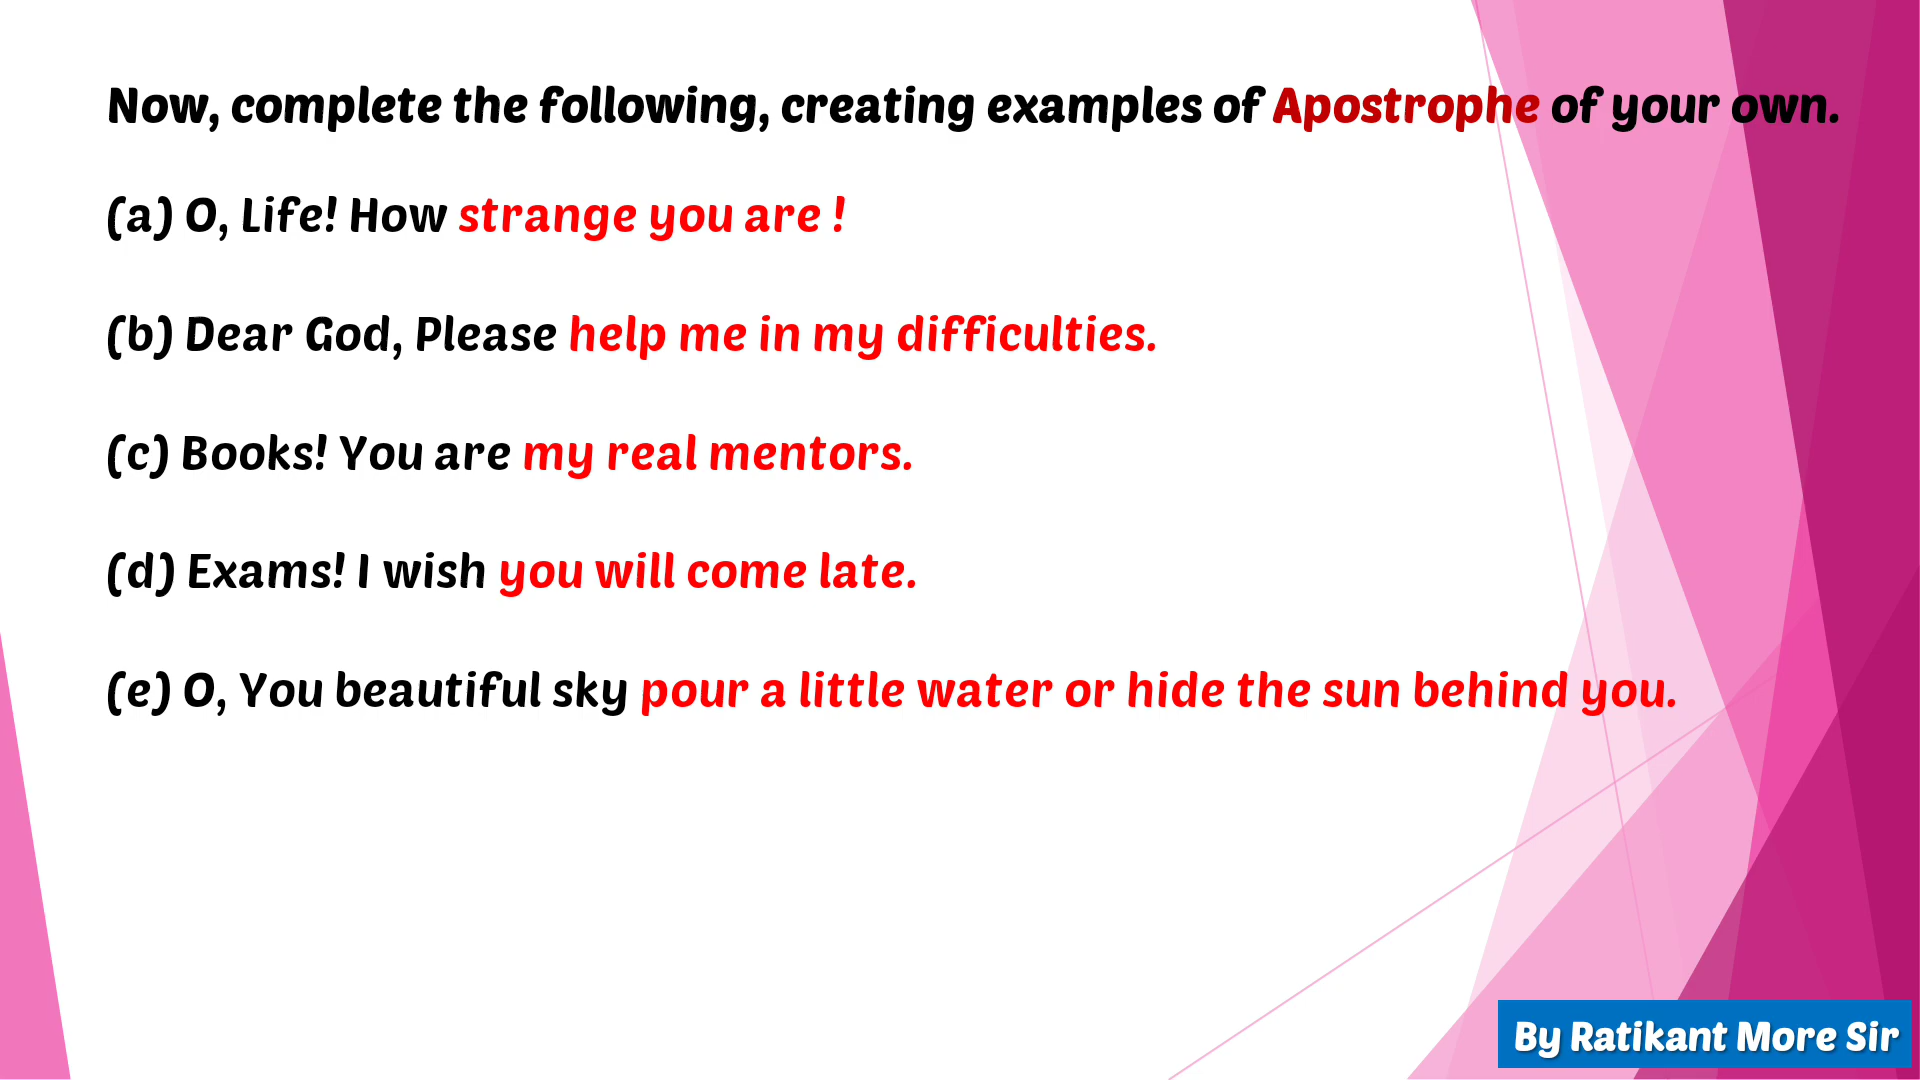 Now, complete the following, creating examples of Apostrophe of your own.
(a) O, Life! How strange you are !
(b) Dear God, Please help me in my difficulties.
(c) Books! You are my real mentors.
(d) Exams! I wish you will come late.
(e) O, You beautiful sky pour a little water or hide the sun behind you.
By Ratikant More Sir